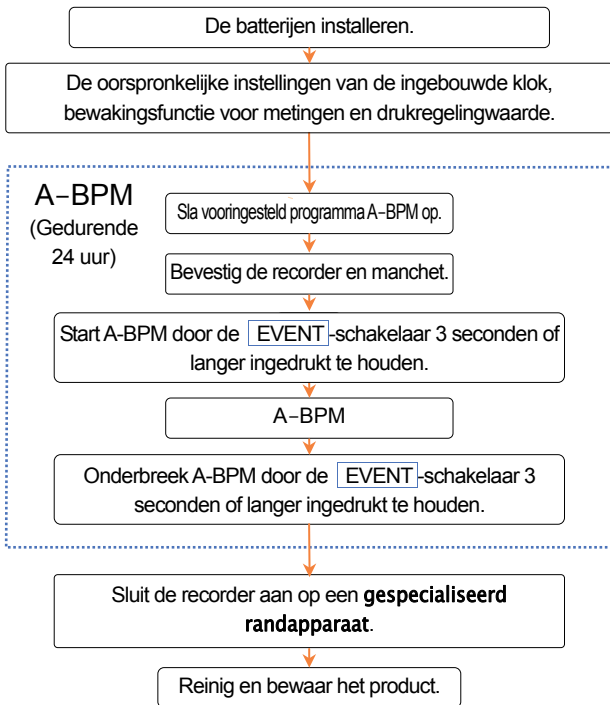 De batterijen installeren.
De oorspronkelijke instellingen van de ingebouwde klok,
bewakingsfunctie voor metingen en drukregelingwaarde.
A-BPM
(Gedurende
24 uur)
Sla vooringesteld programma A-BPM op.
Bevestig de recorder en manchet.
Start A-BPM door de EVENT-schakelaar 3 seconden of
langer ingedrukt te houden.
A-BPM
Onderbreek A-BPM door de EVENT-schakelaar 3
seconden of langer ingedrukt te houden.
Sluit de recorder aan op een gespecialiseerd
randapparaat.
Reinig en bewaar het product.